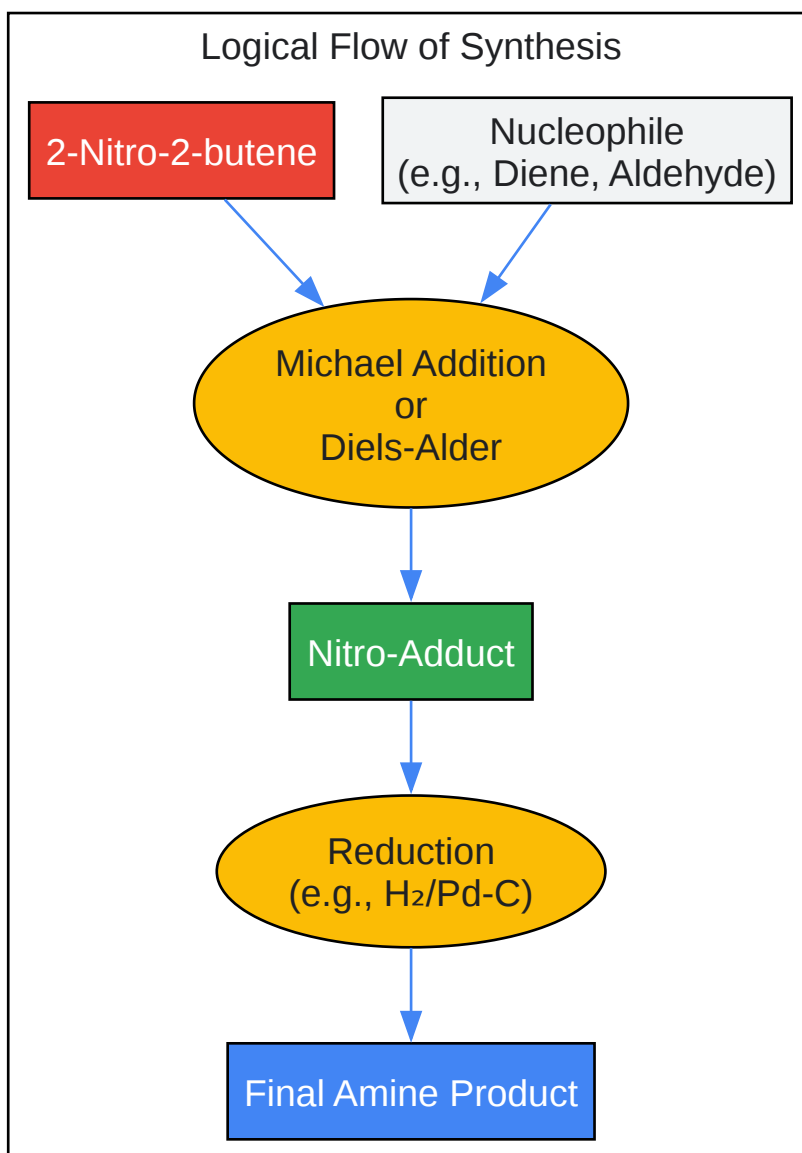 Logical Flow of Synthesis
2-Nitro-2-butene
Nucleophile
(e.g., Diene, Aldehyde)
Michael Addition
or
Diels-Alder
Nitro-Adduct
Reduction
(e.g., H₂/Pd-C)
Final Amine Product